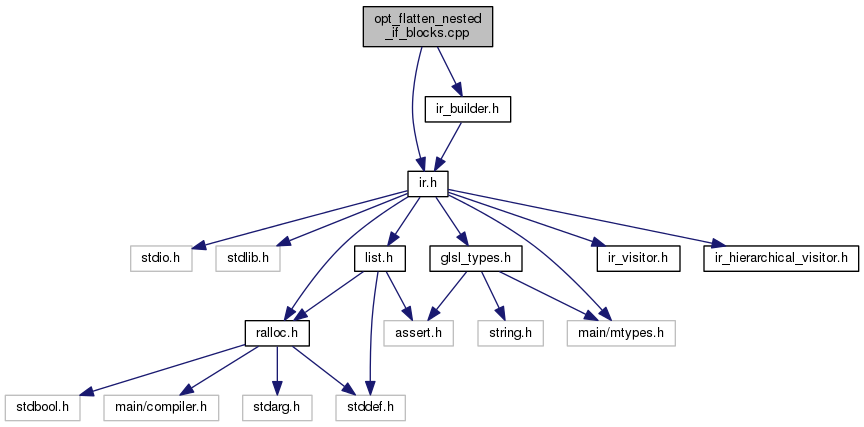 opt_flatten_nested
_if_blocks.cpp
ir_builder.h
ir.h
stdio.h
stdlib.h
list.h
glsl_types.h
ir_visitor.h
ir_hierarchical_visitor.h
ralloc.h
assert.h
string.h
main/mtypes.h
stdbool.h
main/compiler.h
stdarg.h
stddef.h